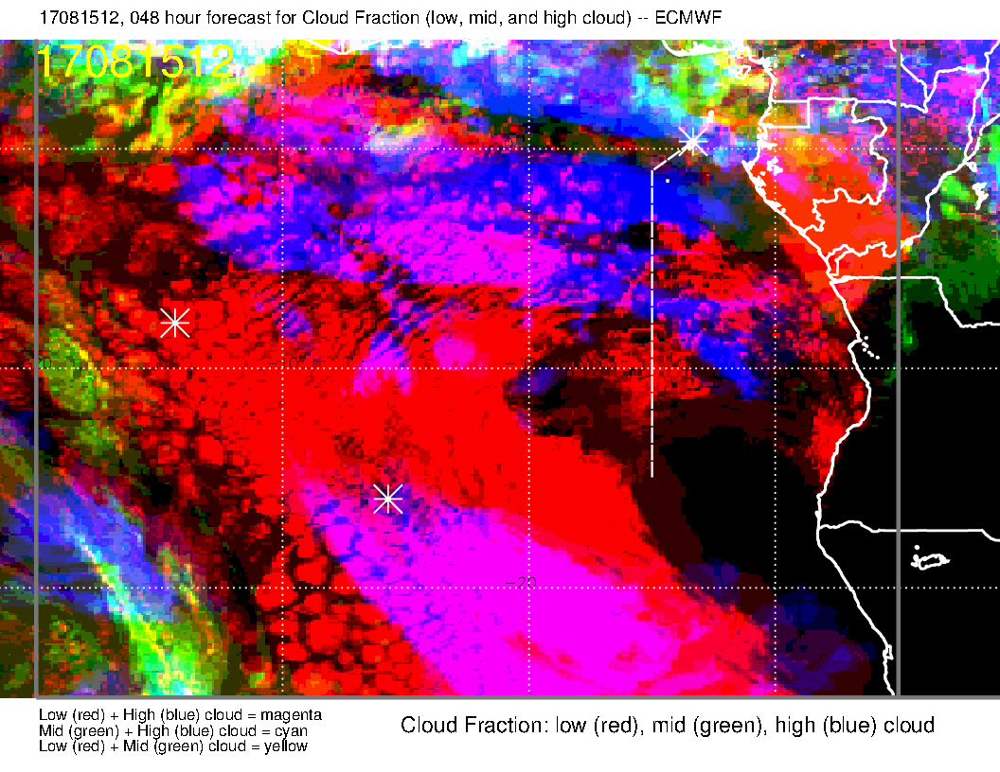 17081512, 048 hour forecast for Cloud Fraction (low, mid, and high cloud) -- ECMWF
17081512
-20
Low (red) + High (blue) cloud = magenta
Mid (green) + High (blue) cloud = cyan
Low (red) + Mid (green) cloud = yellow
Cloud Fraction: low (red), mid (green), high (blue) cloud